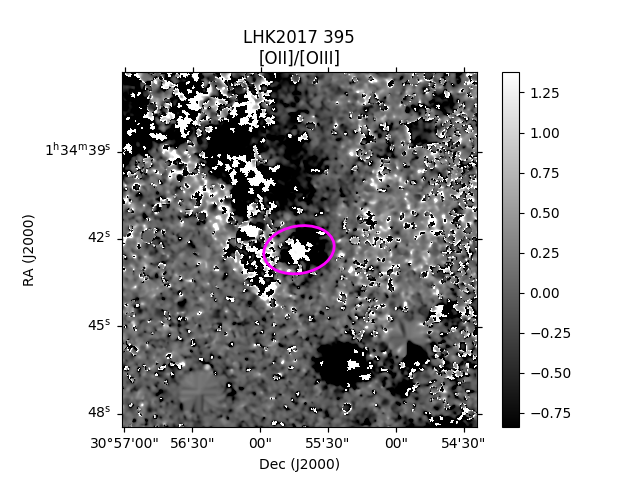 LHK2017 395
[OII]/[OIII]
RA (J2000)
1h34m39s
42s
45s
48s
30°57'00" 56'30" 00" 55'30" 00" 54'30"
Dec (J2000)
1.25
1.00
0.75
0.50
0.25
0.00
−0.25
−0.50
−0.75